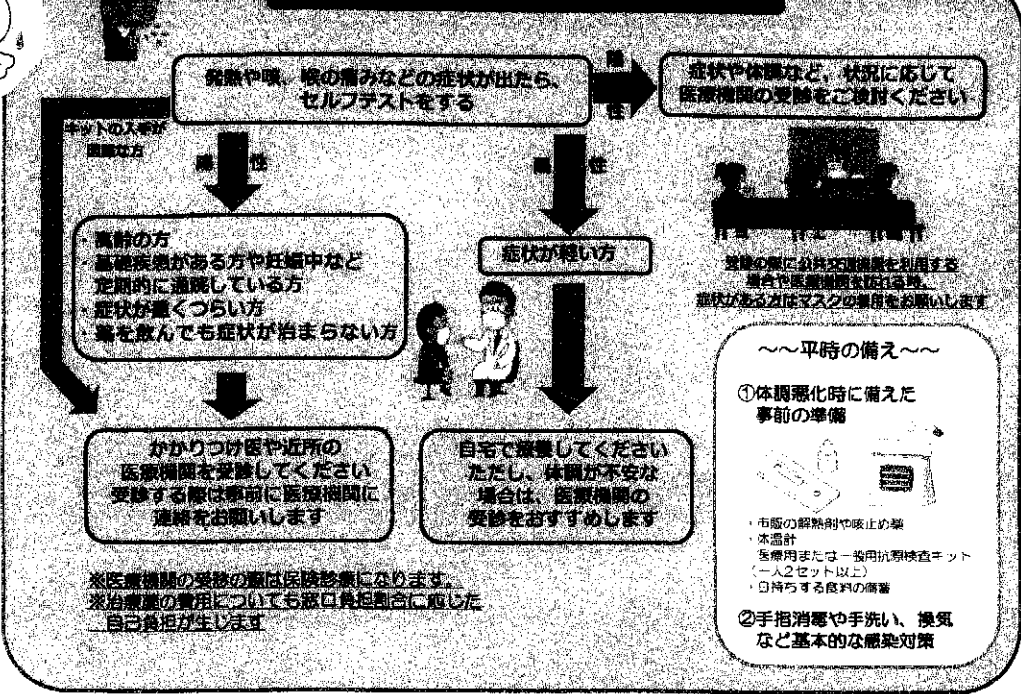 発熱や咳、喉の痛みなどの症状が出たら、
セルフテストをする
陰
性
症状や体調など、状況に応じて
医療機関の受診をご検討ください
キットの入手が
困難な方
陽 性
陽 性
・高齢の方
・基礎疾患がある方や妊娠中など
定期的に通院している方
・症状が重くつらい方
・薬を飲んでも症状が治まらない方
症状が軽い方
受診の際に公共交通機関を利用する
場合や医療機関を訪れる時、
症状がある方はマスクの着用をお願いします
かかりつけ医や近所の
医療機関を受診してください
受診する際は事前に医療機関に
連絡をお願いします
自宅で療養してください
ただし、体調が不安な
場合は、医療機関の
受診をおすすめします
~~平時の備え~~
①体調悪化時に備えた
事前の準備
・市販の解熱剤や咳止め薬
・体温計
・医療用または一般用抗原検査キット
(一人2セット以上)
・日持ちする食料の備蓄
②手指消毒や手洗い、換気
など基本的な感染対策
※医療機関の受診の際は保険診療になります。
※治療薬の費用についても窓口負担割合に応じた
自己負担が生じます